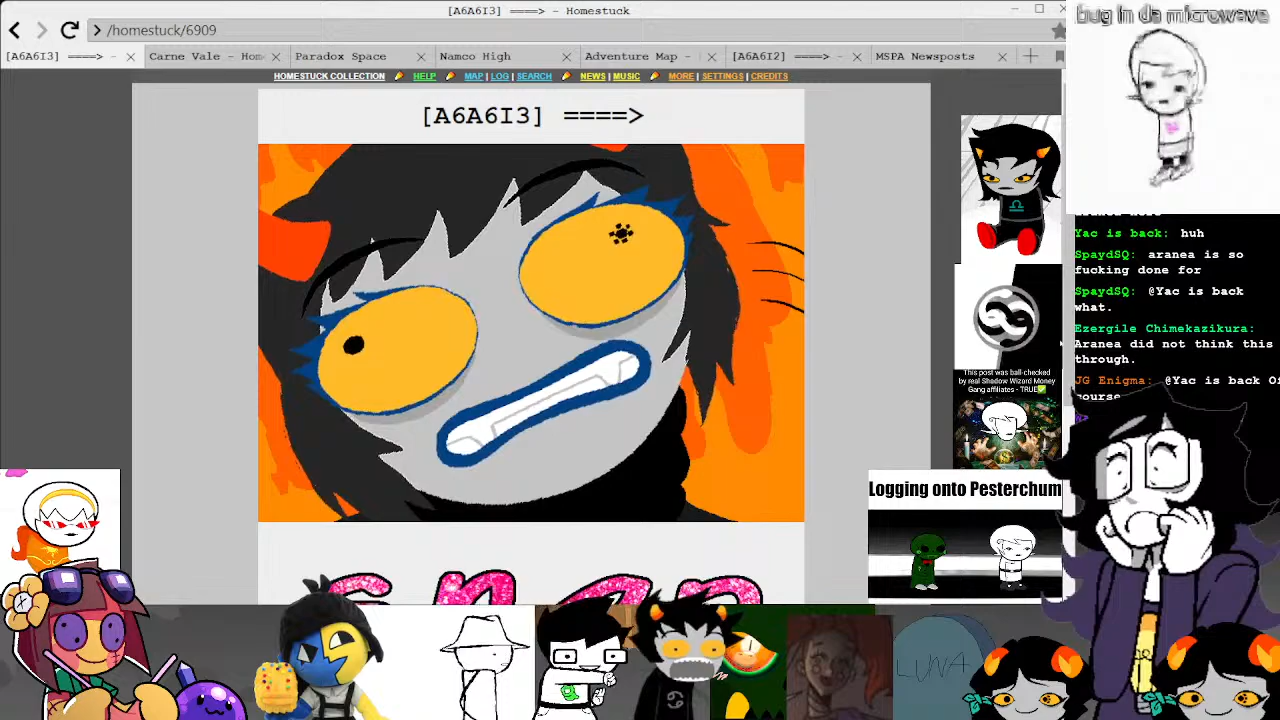 [A6A6I3] ====> - Homestuck
bug in da microwave
/homestuck/6909
[A6A6I3] ====> -
Carne Vale - Hom
Paradox Space
Namco High
Adventure Map -
[A6A6I2] ====> -
MSPA Newsposts
HOMESTUCK COLLECTION
HELP
MAP | LOG | SEARCH
NEWS | MUSIC
MORE | SETTINGS | CREDITS
[A6A6I3] ====>
Yac is back: huh
SpaydSQ: aranea is so
fucking done for
SpaydSQ: @Yac is back
what.
Ezergile Chimekazikura:
Aranea did not think this
through.
JG Enigma: @Yac is back Of
course
This post was ball-checked
by real Shadow Wizard Money
Gang affiliates - TRUE
Logging onto Pesterchum
snap
LUNA